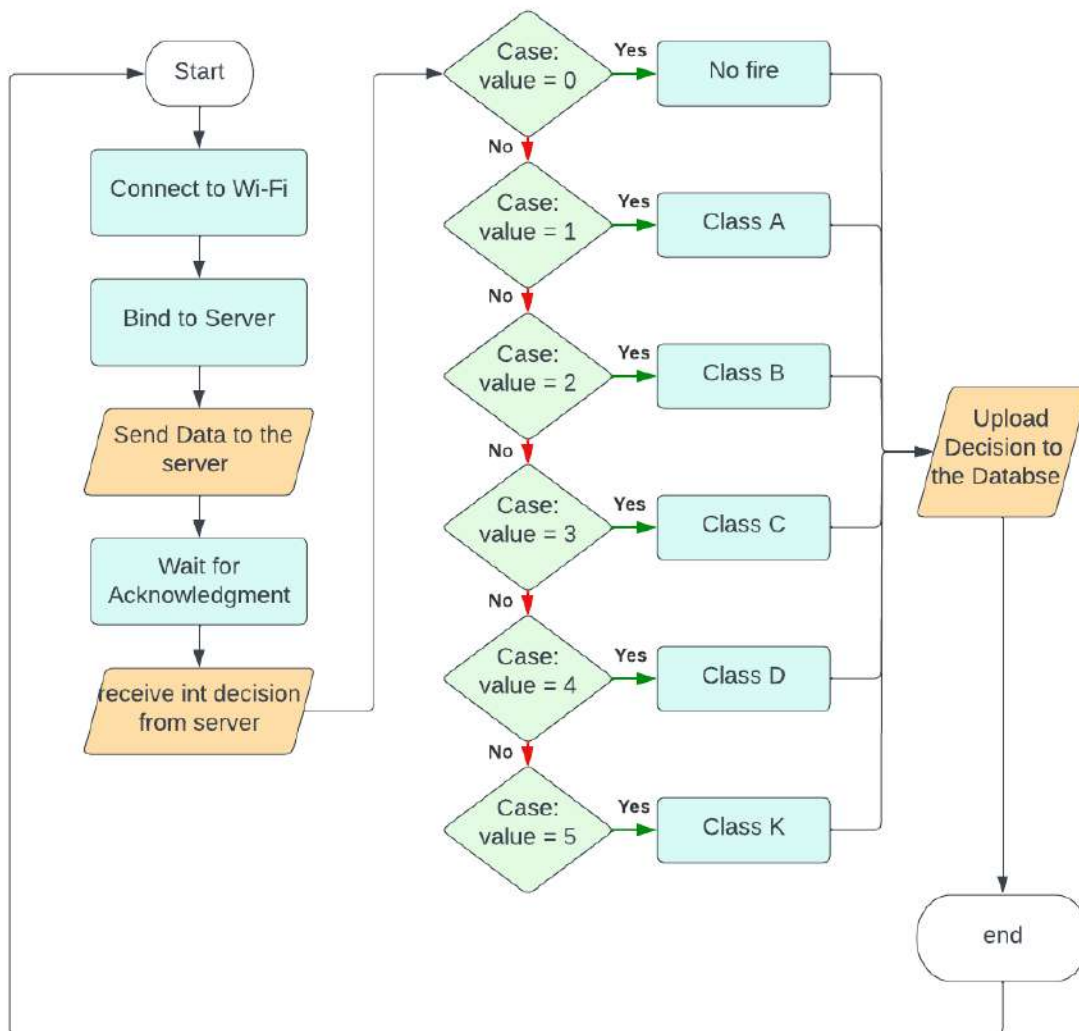 Start
Connect to Wi-Fi
Bind to Server
Send Data to the
server
Wait for
Acknowledgment
receive int decision
from server
Case:
value = 0
Yes
No fire
No
Case:
value = 1
Yes
Class A
No
Case:
value = 2
Yes
Class B
No
Case:
value = 3
Yes
Class C
No
Case:
value = 4
Yes
Class D
No
Case:
value = 5
Yes
Class K
Upload
Decision to
the Databse
end